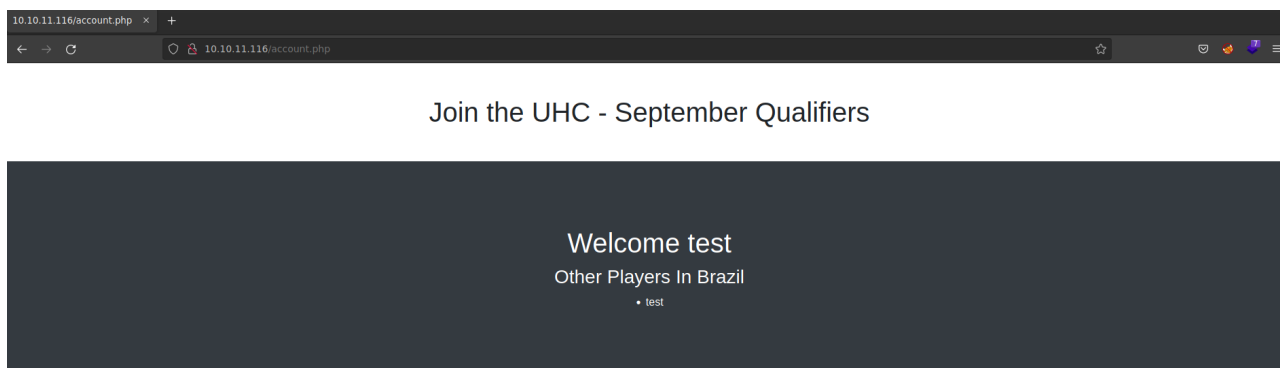 10.10.11.116/account.php
10.10.11.116/account.php
7
Join the UHC - September Qualifiers
Welcome test
Other Players In Brazil
• test